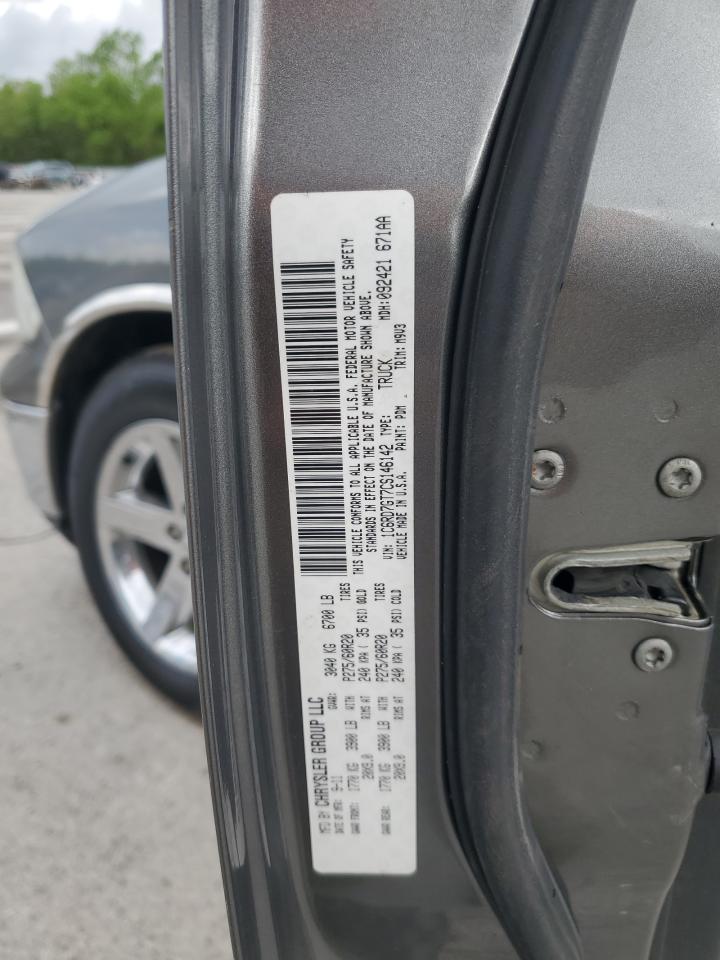 MFD BY CHRYSLER GROUP LLC
DATE OF MFR: 9-11 GVWR: 3040 KG 6700 LB
GAWR FRONT: 1770 KG 3900 LB WITH P275/60R20 TIRES
20X9.0 RIMS AT 240 KPA ( 35 PSI) COLD
GAWR REAR: 1770 KG 3900 LB WITH P275/60R20 TIRES
20X9.0 RIMS AT 240 KPA ( 35 PSI) COLD
THIS VEHICLE CONFORMS TO ALL APPLICABLE U.S.A. FEDERAL MOTOR VEHICLE SAFETY
STANDARDS IN EFFECT ON THE DATE OF MANUFACTURE SHOWN ABOVE.
VIN: 1C6RD7GT7CS146142 TYPE: TRUCK MDH:092421 671AA
VEHICLE MADE IN U.S.A. PAINT: PDM TRIM: M9V3